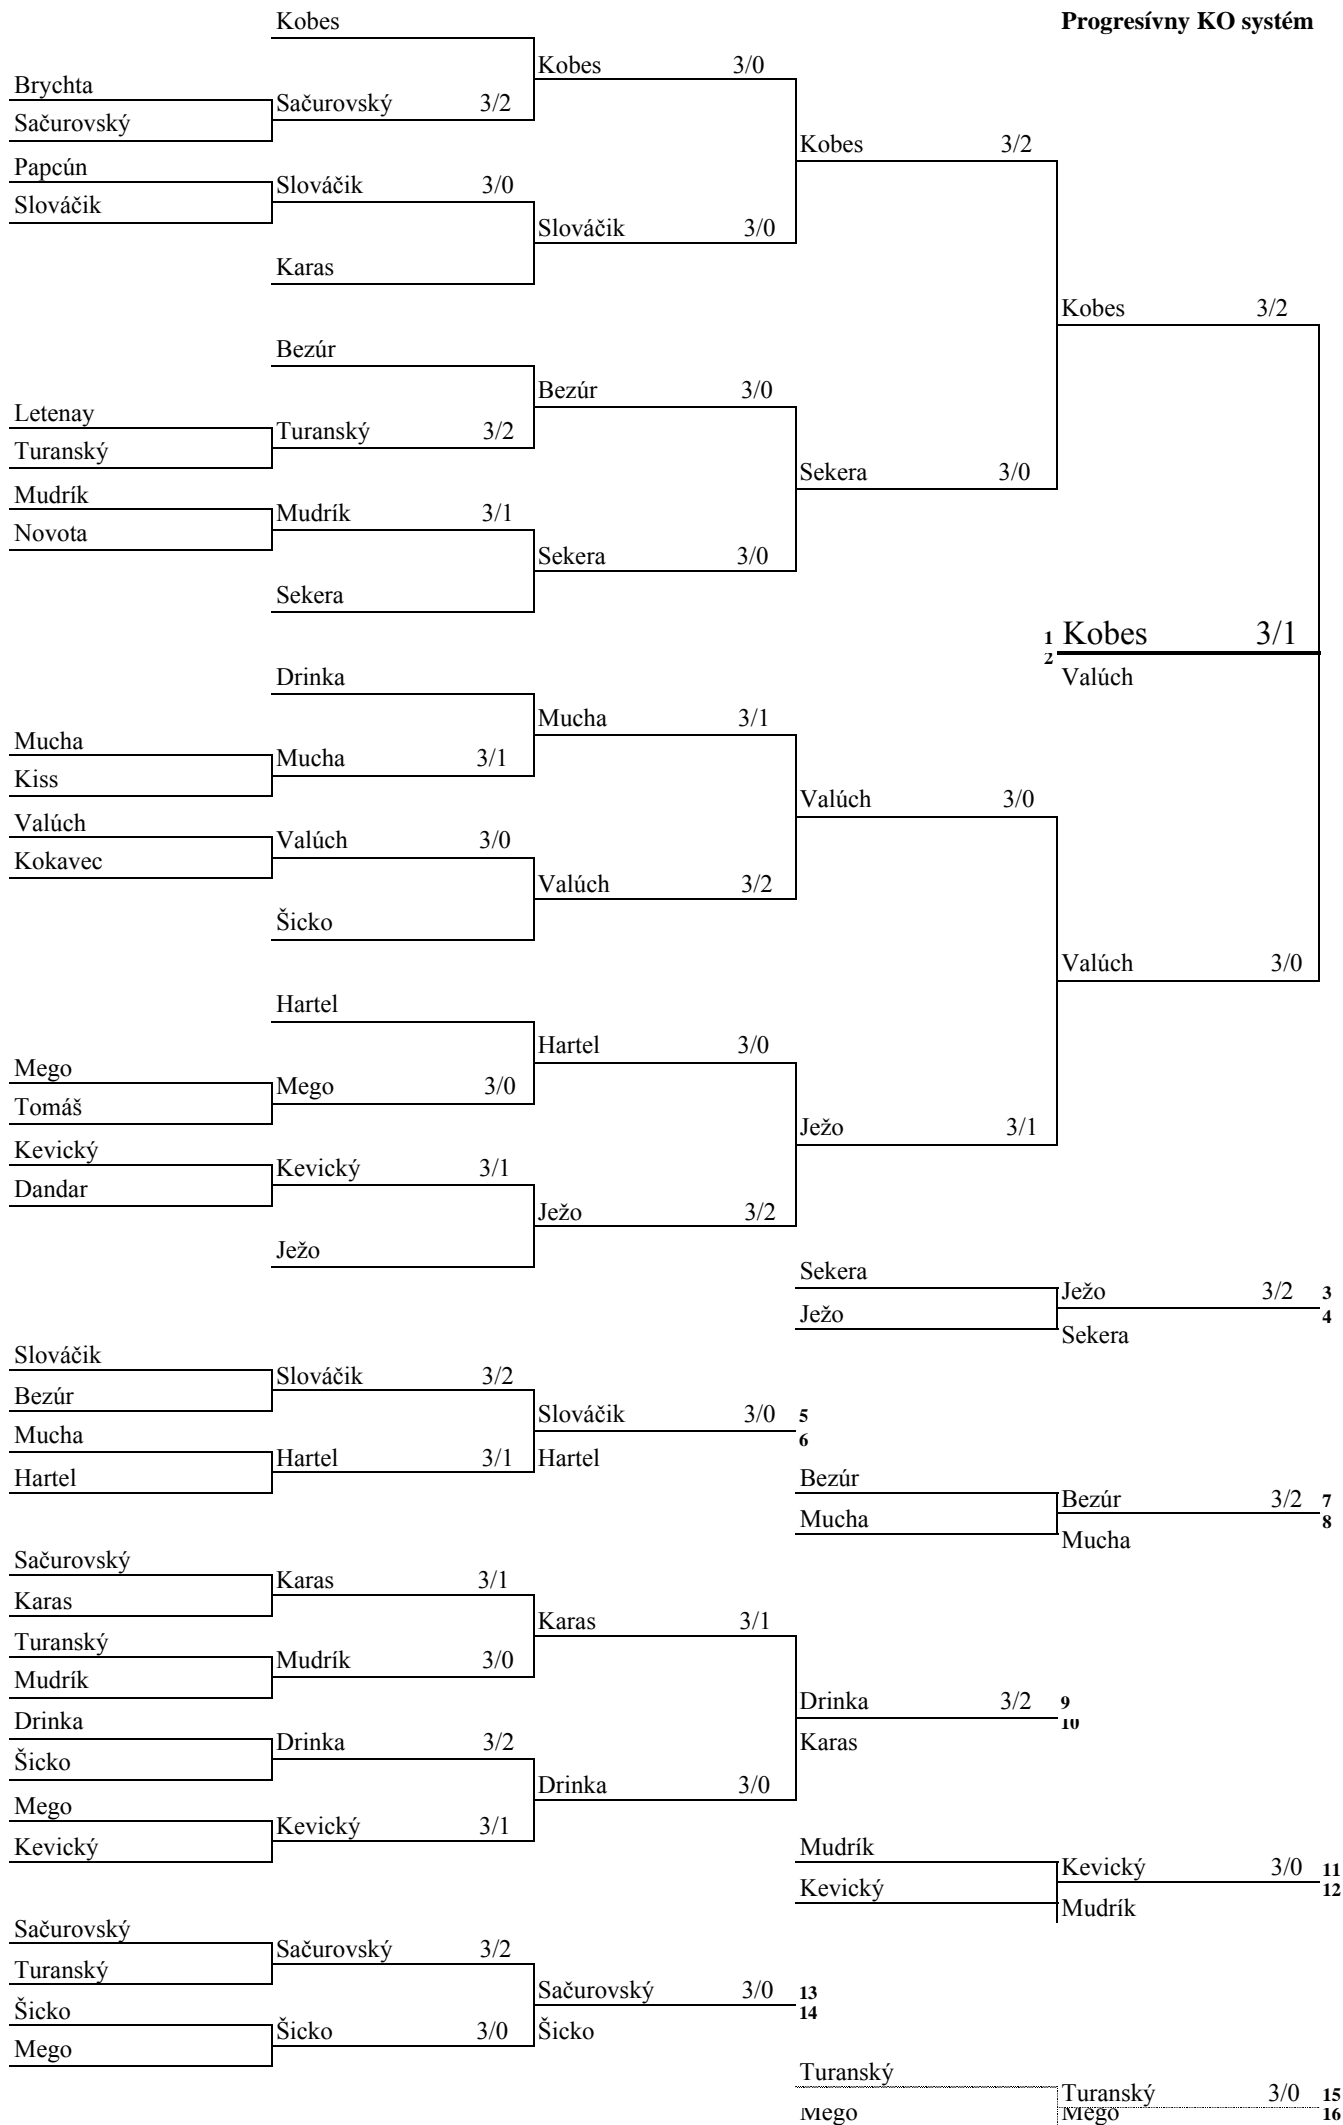 Kobes
Progresívny KO systém
Kobes 3/0
Brychta
Sačurovský 3/2
Sačurovský
Kobes 3/2
Papcún
Slováčik 3/0
Slováčik
Slováčik 3/0
Karas
Kobes 3/2
Bezúr
Bezúr 3/0
Letenay
Turanský 3/2
Turanský
Sekera 3/0
Mudrík
Mudrík 3/1
Novota
Sekera 3/0
Sekera
1 Kobes 3/1
2 Valúch
Drinka
Mucha 3/1
Mucha
Mucha 3/1
Kiss
Valúch 3/0
Valúch
Valúch 3/0
Kokavec
Valúch 3/2
Šicko
Valúch 3/0
Hartel
Hartel 3/0
Mego
Mego 3/0
Tomáš
Ježo 3/1
Kevický
Kevický 3/1
Dandar
Ježo 3/2
Ježo
Sekera
Ježo 3/2 3
Ježo
4
Sekera
Slováčik
Slováčik 3/2
Bezúr
Slováčik 3/0 5
Mucha
6
Hartel 3/1
Hartel
Hartel
Bezúr
Bezúr 3/2 7
Mucha
8
Mucha
Sačurovský
Karas 3/1
Karas
Karas 3/1
Turanský
Mudrík 3/0
Mudrík
Drinka 3/2 9
Drinka
10
Drinka 3/2
Karas
Šicko
Drinka 3/0
Mego
Kevický 3/1
Kevický
Mudrík
Kevický 3/0 11
Kevický
12
Mudrík
Sačurovský
Sačurovský 3/2
Turanský
Sačurovský 3/0 13
Šicko
14
Šicko 3/0
Šicko
Mego
Turanský
Turanský 3/0 15
Mego
Mego 16